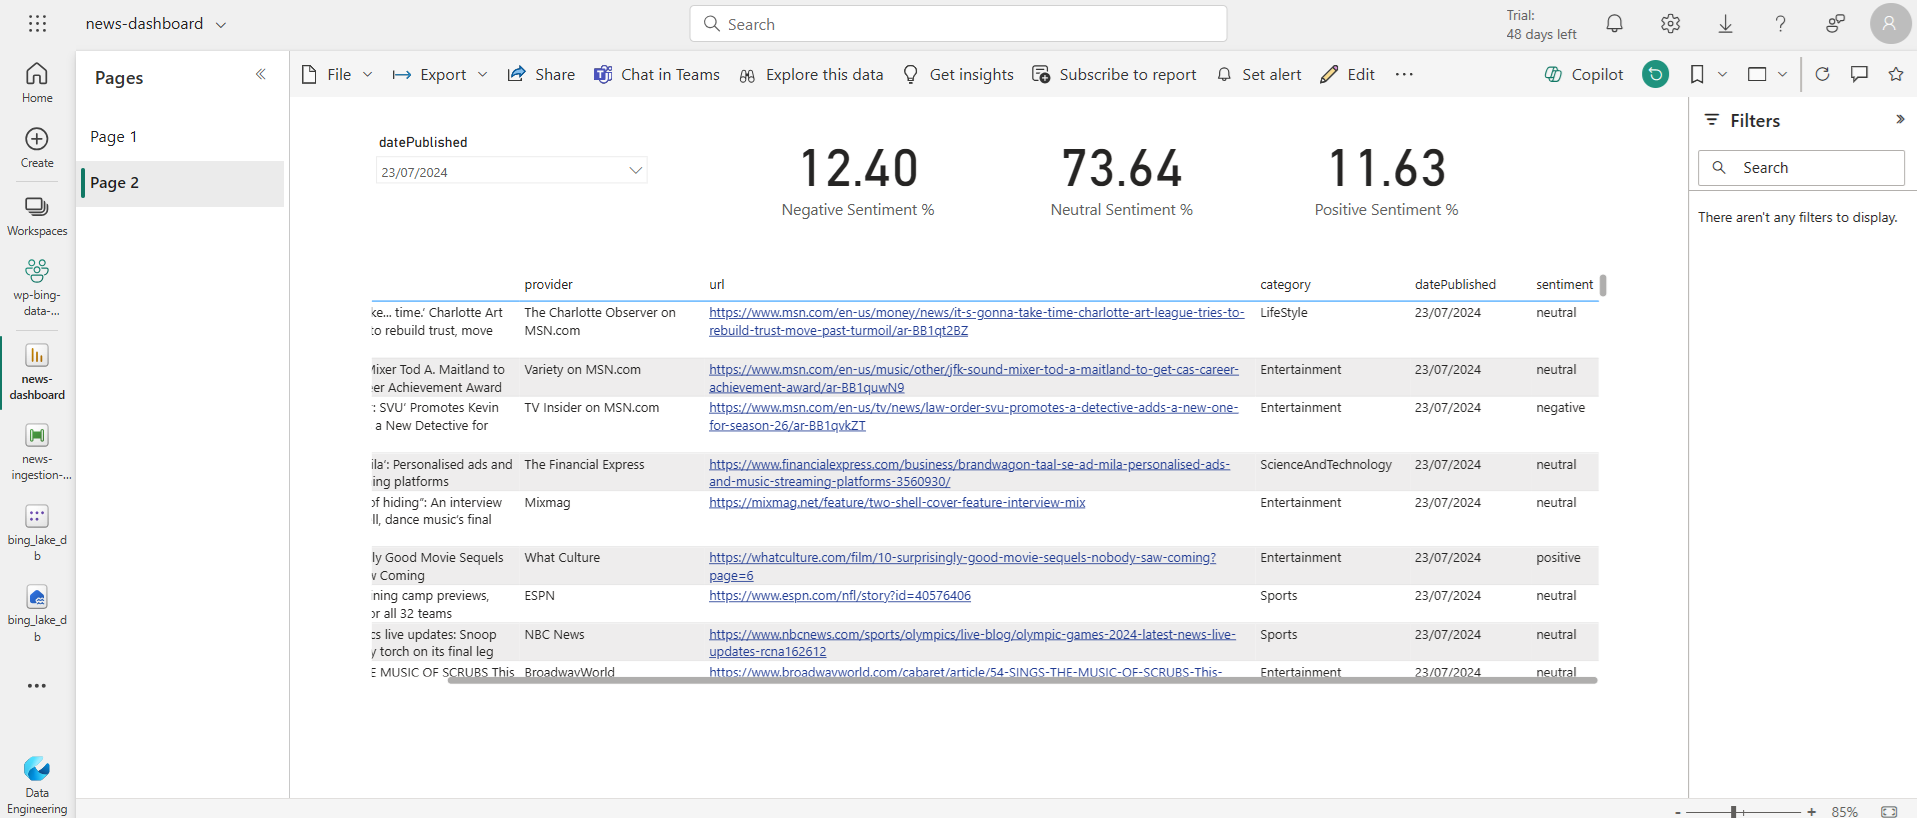 news-dashboard
Search
Trial:
48 days left
Home
Create
Workspaces
wp-bing-
data-...
news-
dashboard
news-
ingestion-...
bing_lake_d
b
bing_lake_d
b
Data
Engineering
Pages
Page 1
Page 2
File
Export
Share
Chat in Teams
Explore this data
Get insights
Subscribe to report
Set alert
Edit
Copilot
datePublished
23/07/2024
12.40
Negative Sentiment %
73.64
Neutral Sentiment %
11.63
Positive Sentiment %
provider url category datePublished sentiment
ke... time.’ Charlotte Art The Charlotte Observer on https://www.msn.com/en-us/money/news/it-s-gonna-take-time-charlotte-art-league-tries-to- LifeStyle 23/07/2024 neutral
to rebuild trust, move MSN.com rebuild-trust-move-past-turmoil/ar-BB1qt2BZ
Mixer Tod A. Maitland to Variety on MSN.com https://www.msn.com/en-us/music/other/jfk-sound-mixer-tod-a-maitland-to-get-cas-career- Entertainment 23/07/2024 neutral
er Achievement Award achievement-award/ar-BB1quwN9
r: SVU’ Promotes Kevin TV Insider on MSN.com https://www.msn.com/en-us/tv/news/law-order-svu-promotes-a-detective-adds-a-new-one- Entertainment 23/07/2024 negative
a New Detective for for-season-26/ar-BB1qvkZT
ila’: Personalised ads and The Financial Express https://www.financialexpress.com/business/brandwagon-taal-se-ad-mila-personalised-ads- ScienceAndTechnology 23/07/2024 neutral
ing platforms and-music-streaming-platforms-3560930/
of hiding”: An interview Mixmag https://mixmag.net/feature/two-shell-cover-feature-interview-mix Entertainment 23/07/2024 neutral
ll, dance music’s final
ly Good Movie Sequels What Culture https://whatculture.com/film/10-surprisingly-good-movie-sequels-nobody-saw-coming? Entertainment 23/07/2024 positive
w Coming page=6
ining camp previews, ESPN https://www.espn.com/nfl/story?id=40576406 Sports 23/07/2024 neutral
or all 32 teams
cs live updates: Snoop NBC News https://www.nbcnews.com/sports/olympics/live-blog/olympic-games-2024-latest-news-live- Sports 23/07/2024 neutral
y torch on its final leg updates-rcna162612
E MUSIC OF SCRUBS This BroadwayWorld https://www.broadwayworld.com/cabaret/article/54-SINGS-THE-MUSIC-OF-SCRUBS-This- Entertainment 23/07/2024 neutral
Filters
Search
There aren't any filters to display.
- + 85%